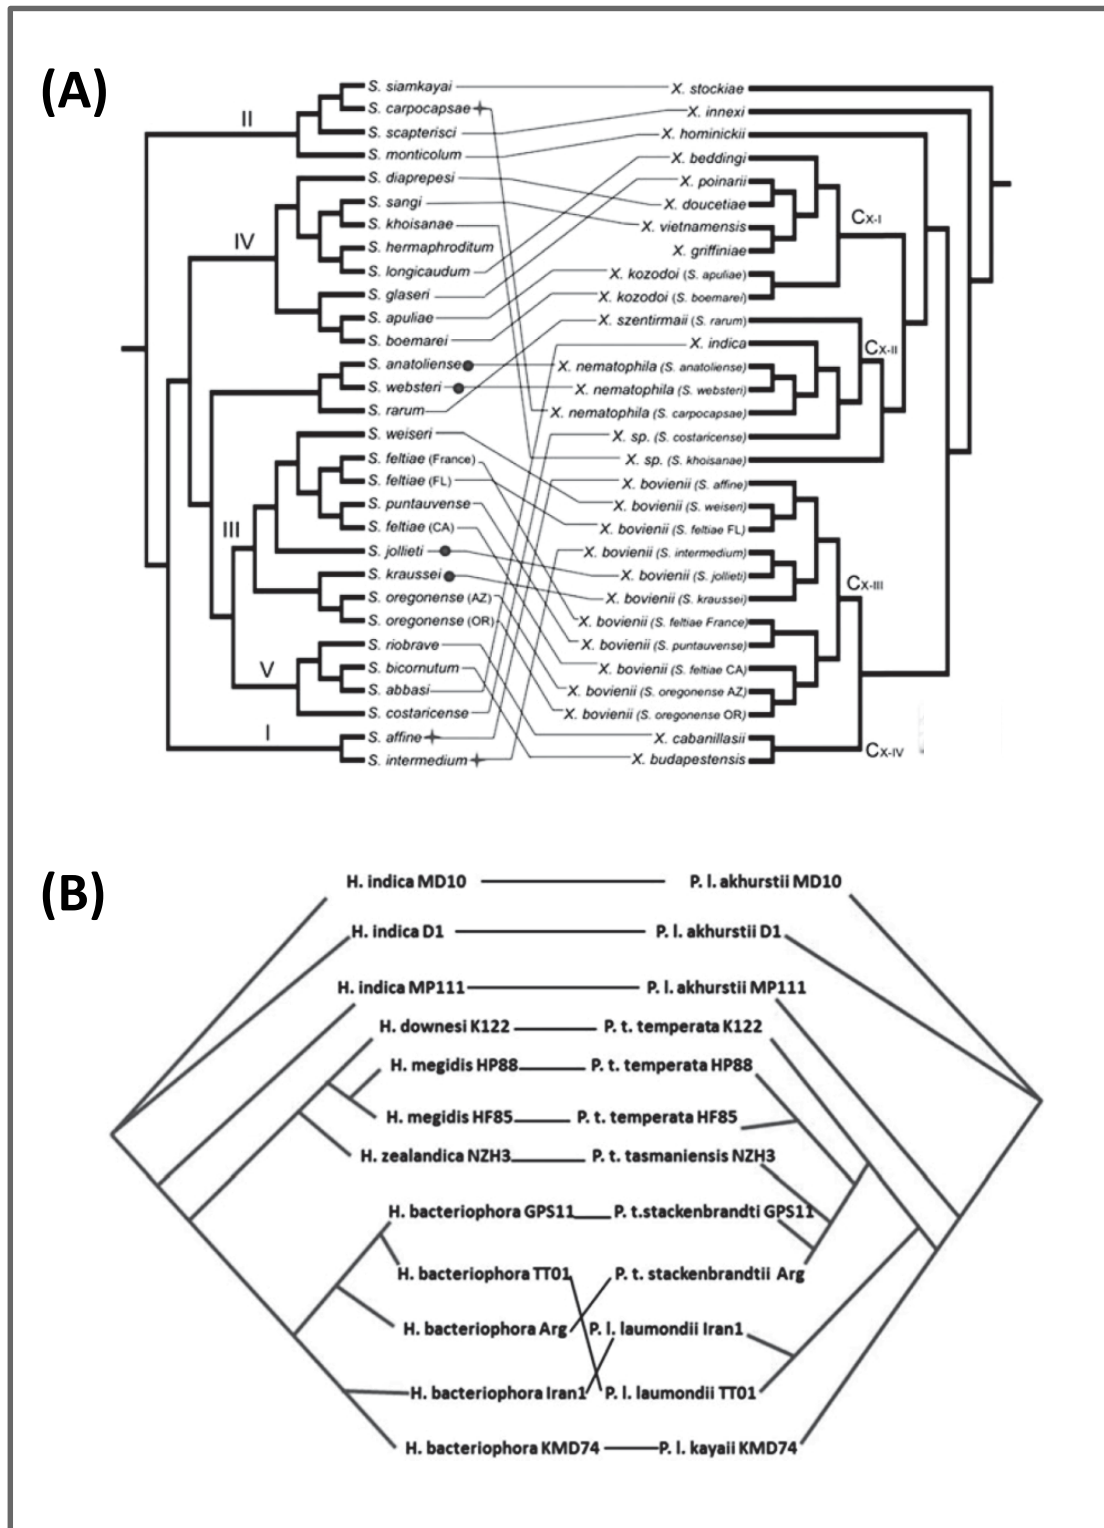 (A)
II
S. siamkayai
S. carpocapsae
S. scapterisci
S. monticolum
IV
S. diaprepesi
S. sangi
S. khoisanae
S. hermaphroditum
S. longicaudum
S. glaseri
S. apuliae
S. boemarei
S. anatoliense
S. websteri
S. rarum
III
S. weiseri
S. feltiae (France)
S. feltiae (FL)
S. puntauvense
S. feltiae (CA)
S. jollieti
S. kraussei
S. oregonense (AZ)
S. oregonense (OR)
V
S. riobrave
S. bicornutum
S. abbasi
S. costaricense
I
S. affine
S. intermedium
X. stockiae
X. innexi
X. hominickii
X. beddingi
X. poinarii
X. doucetiae
X. vietnamensis
X. griffiniae
X. kozodoi (S. apuliae)
X. kozodoi (S. boemarei)
X. szentirmaii (S. rarum)
X. indica
X. nematophila (S. anatoliense)
X. nematophila (S. websteri)
X. nematophila (S. carpocapsae)
X. sp. (S. costaricense)
X. sp. (S. khoisanae)
X. bovienii (S. affine)
X. bovienii (S. weiseri)
X. bovienii (S. feltiae FL)
X. bovienii (S. intermedium)
X. bovienii (S. jollieti)
X. bovienii (S. kraussei)
X. bovienii (S. feltiae France)
X. bovienii (S. puntauvense)
X. bovienii (S. feltiae CA)
X. bovienii (S. oregonense AZ)
X. bovienii (S. oregonense OR)
X. cabanillasii
X. budapestensis
Cx-I
Cx-II
Cx-III
Cx-IV
(B)
H. indica MD10 P. l. akhurstii MD10
H. indica D1 P. l. akhurstii D1
H. indica MP111 P. l. akhurstii MP111
H. downesi K122 P. t. temperata K122
H. megidis HP88 P. t. temperata HP88
H. megidis HF85 P. t. temperata HF85
H. zealandica NZH3 P. t. tasmaniensis NZH3
H. bacteriophora GPS11 P. t.stackenbrandti GPS11
H. bacteriophora TT01 P. t. stackenbrandtii Arg
H. bacteriophora Arg P. l. laumondii Iran1
H. bacteriophora Iran1 P. l. laumondii TT01
H. bacteriophora KMD74 P. l. kayaii KMD74